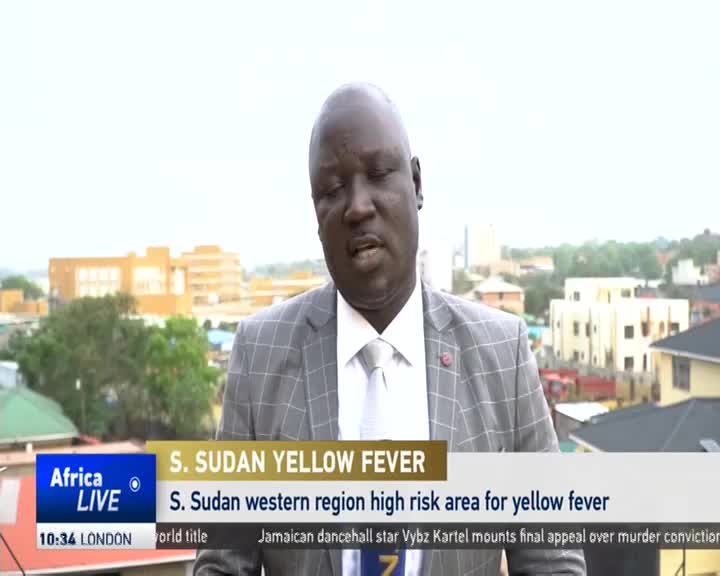 S. SUDAN YELLOW FEVER
Africa
LIVE
S. Sudan western region high risk area for yellow fever
10:34 LONDON
world title Jamaican dancehall star Vybz Kartel mounts final appeal over murder conviction
7